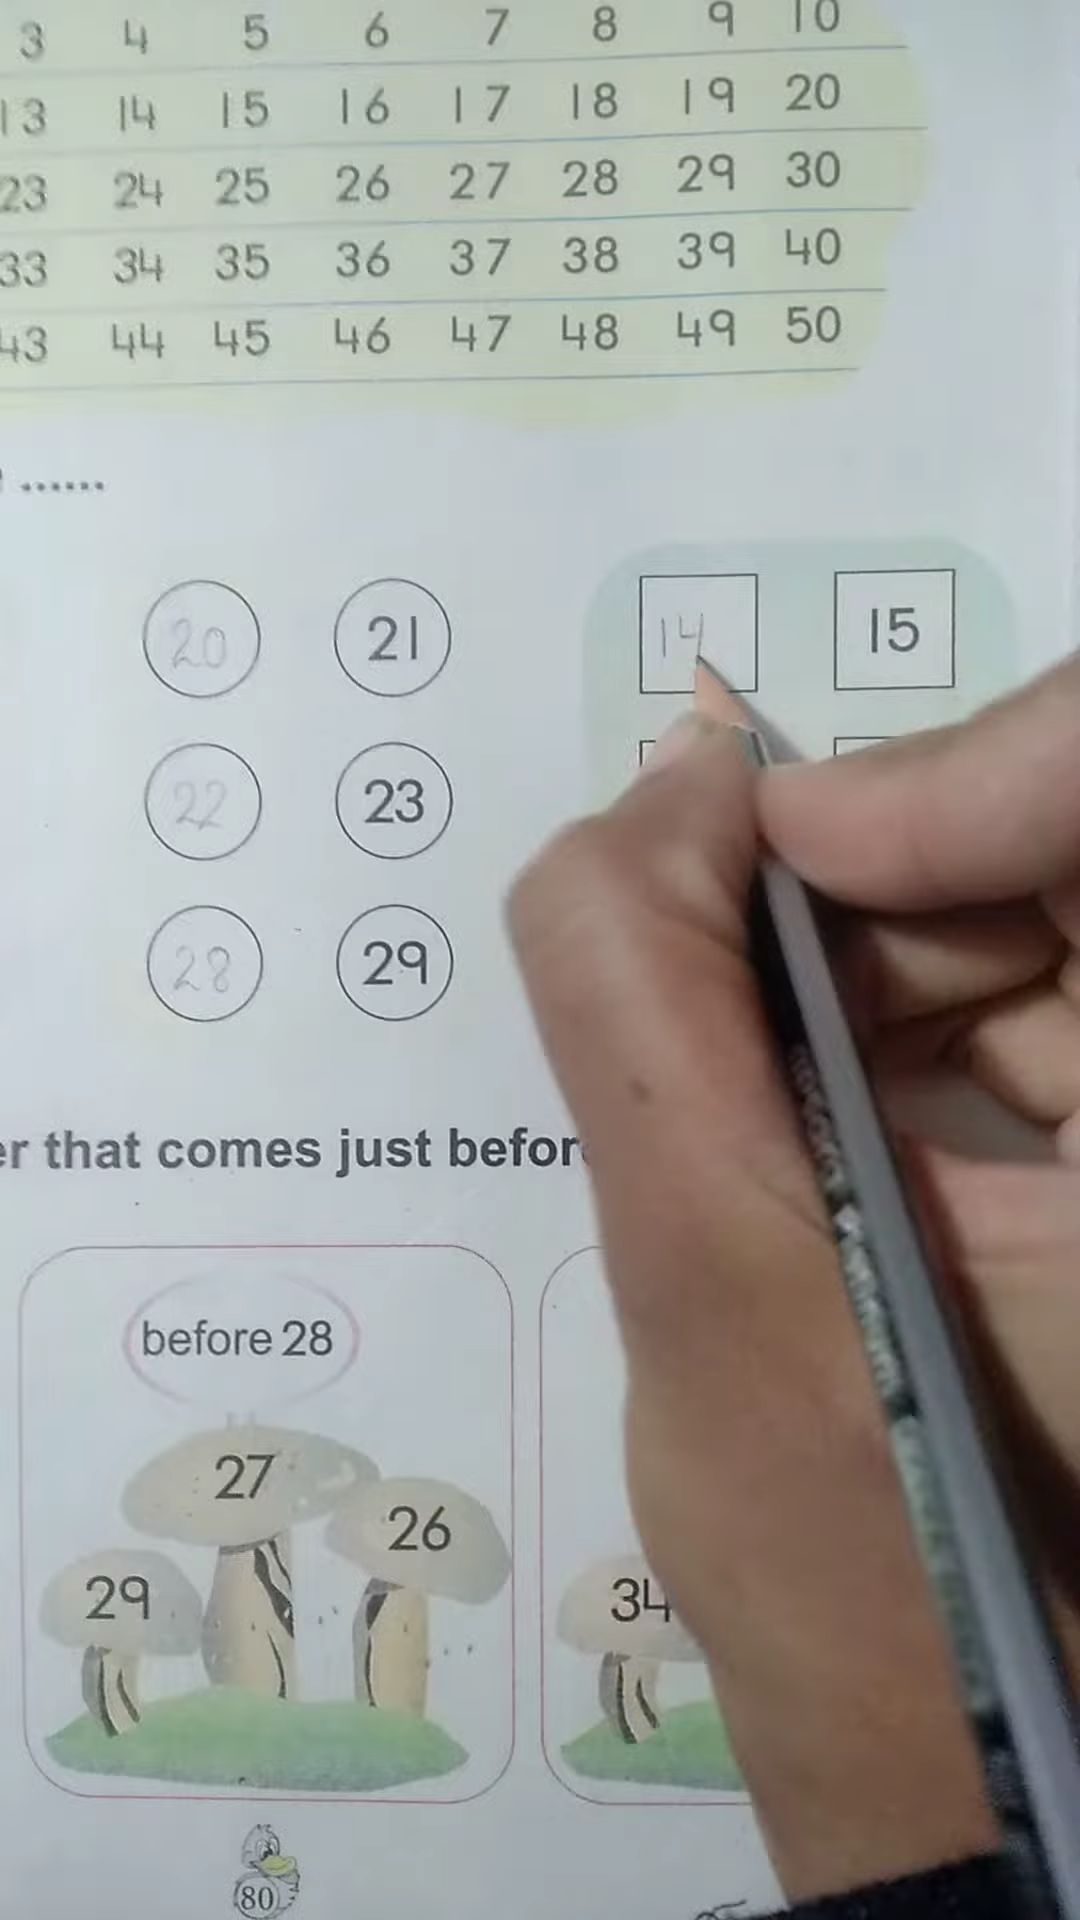 3 4 5 6 7 8 9 10
13 14 15 16 17 18 19 20
23 24 25 26 27 28 29 30
33 34 35 36 37 38 39 40
43 44 45 46 47 48 49 50
......
20 21 14 15
22 23
28 29
that comes just befor
before 28
27
26
29 34
80